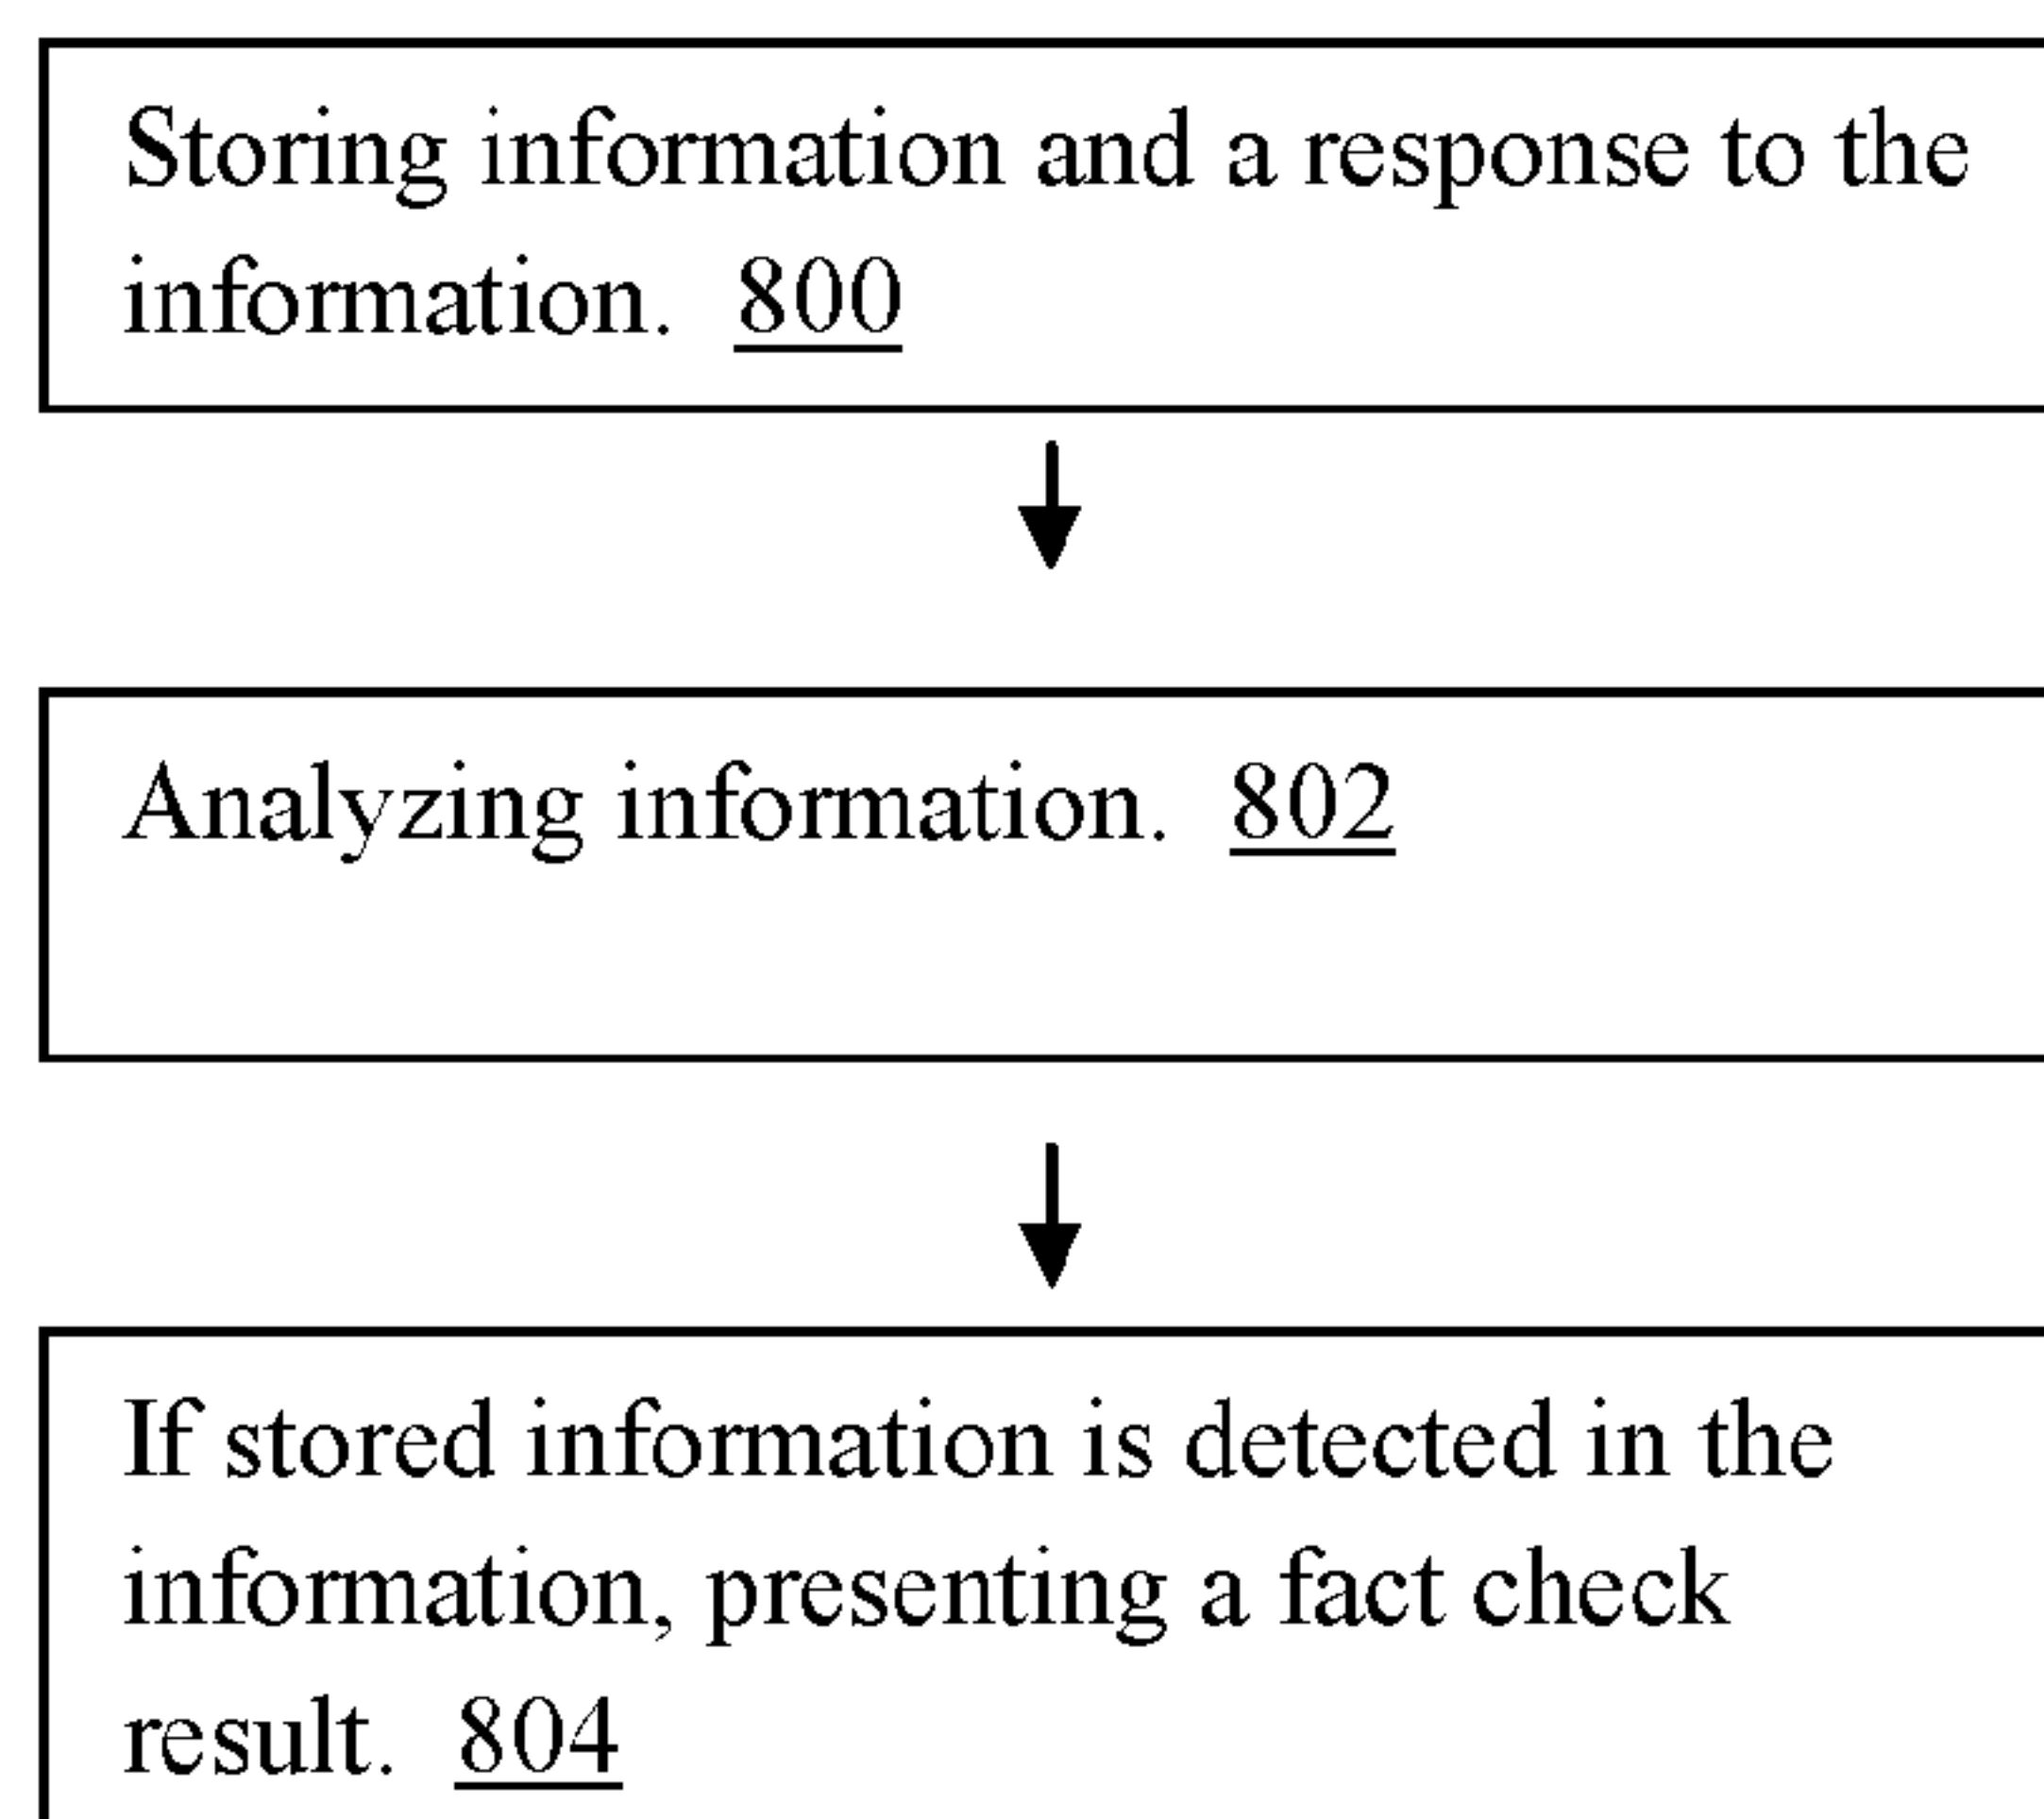 Storing information and a response to the
information. 800
Analyzing information. 802
If stored information is detected in the
information, presenting a fact check
result. 804